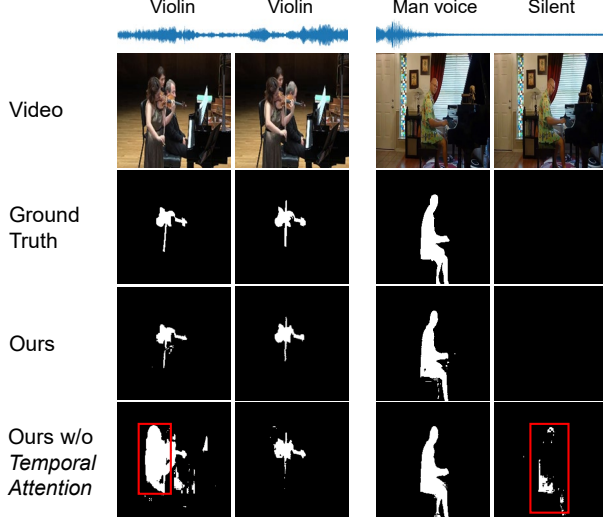 Violin Violin Man voice Silent
Video
Ground
Truth
Ours
Ours w/o
Temporal
Attention